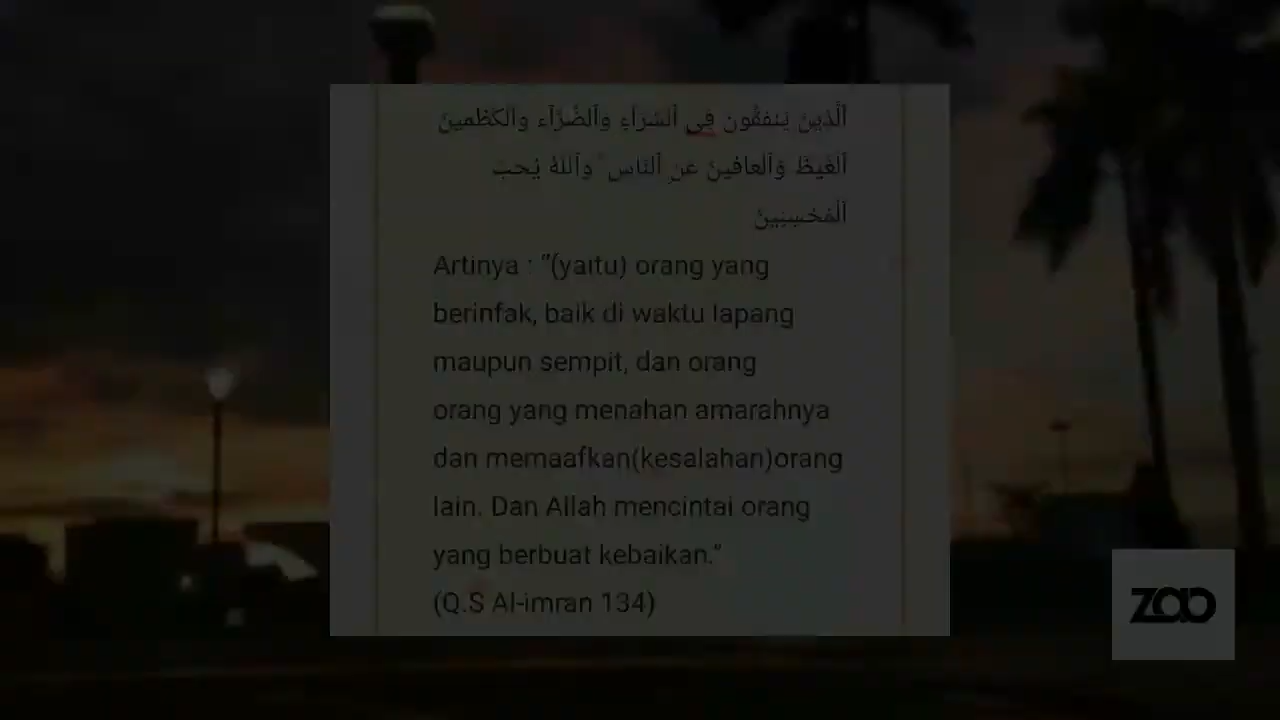 ٱلَّذِينَ يُنفِقُونَ فِى ٱلسَّرَّآءِ وَٱلضَّرَّآءِ وَٱلْكَٰظِمِينَ
ٱلْغَيْظَ وَٱلْعَافِينَ عَنِ ٱلنَّاسِ ۗ وَٱللَّهُ يُحِبُّ
ٱلْمُحْسِنِينَ
Artinya : "(yaitu) orang yang
berinfak, baik di waktu lapang
maupun sempit, dan orang
orang yang menahan amarahnya
dan memaafkan(kesalahan)orang
lain. Dan Allah mencintai orang
yang berbuat kebaikan."
(Q.S Al-imran 134)
zao